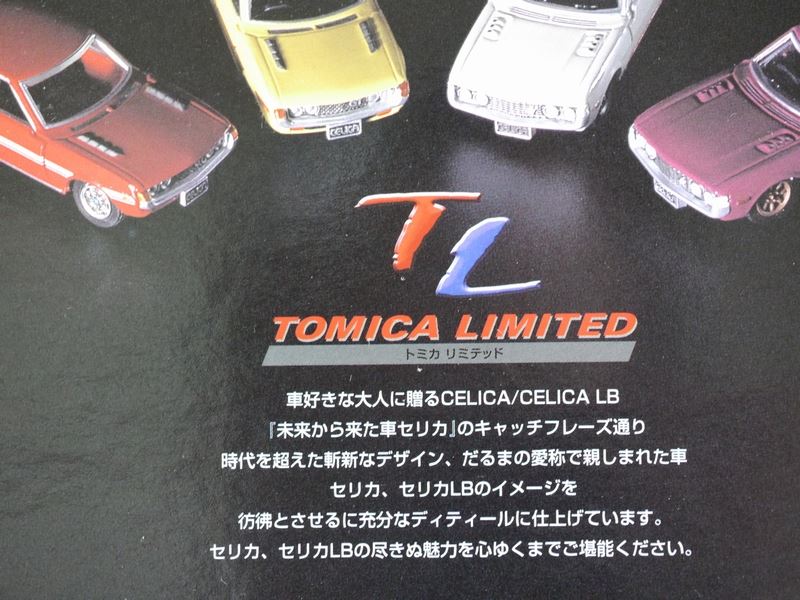 CELICA
TL
TOMICA LIMITED
トミカ リミテッド
車好きな大人に贈るCELICA/CELICA LB
『未来から来た車セリカ』のキャッチフレーズ通り
時代を超えた斬新なデザイン、だるまの愛称で親しまれた車
セリカ、セリカLBのイメージを
彷彿とさせるに充分なディティールに仕上げています。
セリカ、セリカLBの尽きぬ魅力を心ゆくまでご堪能ください。